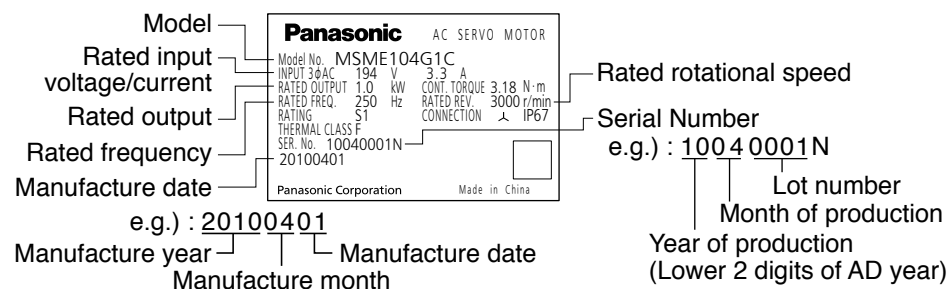 Model
Rated input
voltage/current
Rated output
Rated frequency
Manufacture date
Panasonic AC SERVO MOTOR
Model No. MSME104G1C
INPUT 3ϕAC 194 V 3.3 A
RATED OUTPUT 1.0 kW CONT. TORQUE 3.18 N·m
RATED FREQ. 250 Hz RATED REV. 3000 r/min
RATING S1 CONNECTION 人 IP67
THERMAL CLASS F
SER. No. 10040001N
20100401
Panasonic Corporation Made in China
Rated rotational speed
Serial Number
e.g.) : 10040001N
Lot number
Month of production
Year of production
(Lower 2 digits of AD year)
e.g.) : 20100401
Manufacture year Manufacture date
Manufacture month